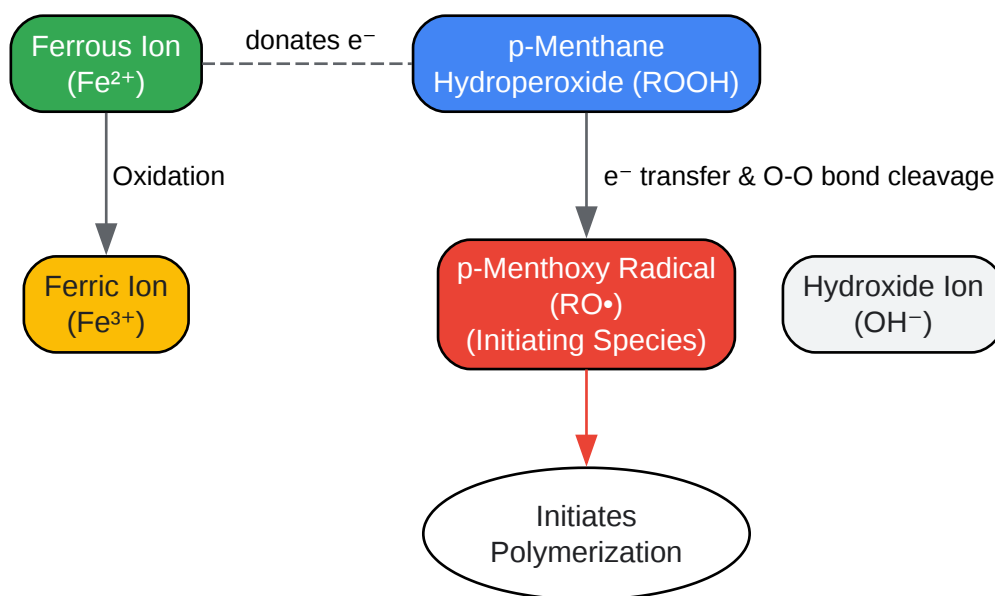 Ferrous Ion
(Fe²⁺)
donates e⁻
p-Menthane
Hydroperoxide (ROOH)
Oxidation
e⁻ transfer & O-O bond cleavage
Ferric Ion
(Fe³⁺)
p-Menthoxy Radical
(RO•)
(Initiating Species)
Hydroxide Ion
(OH⁻)
Initiates
Polymerization